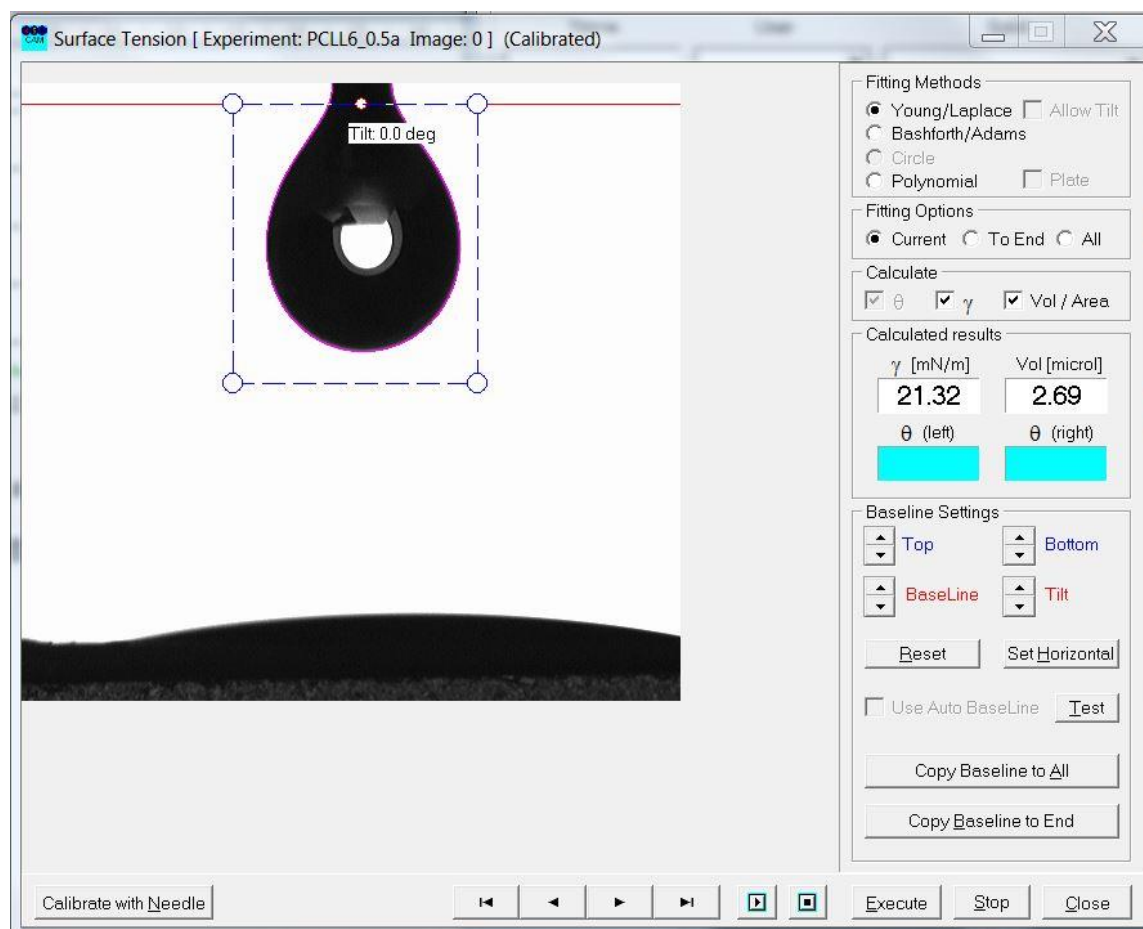 CAM Surface Tension [ Experiment: PCLL6_0.5a Image: 0 ] (Calibrated)
Tilt: 0.0 deg
Fitting Methods
Young/Laplace Allow Tilt
Bashforth/Adams
Circle
Polynomial Plate
Fitting Options
Current To End All
Calculate
θ γ Vol / Area
Calculated results
γ [mN/m] Vol [microl]
21.32 2.69
θ (left) θ (right)
Baseline Settings
Top Bottom
BaseLine Tilt
Reset Set Horizontal
Use Auto BaseLine Test
Copy Baseline to All
Copy Baseline to End
Calibrate with Needle Execute Stop Close